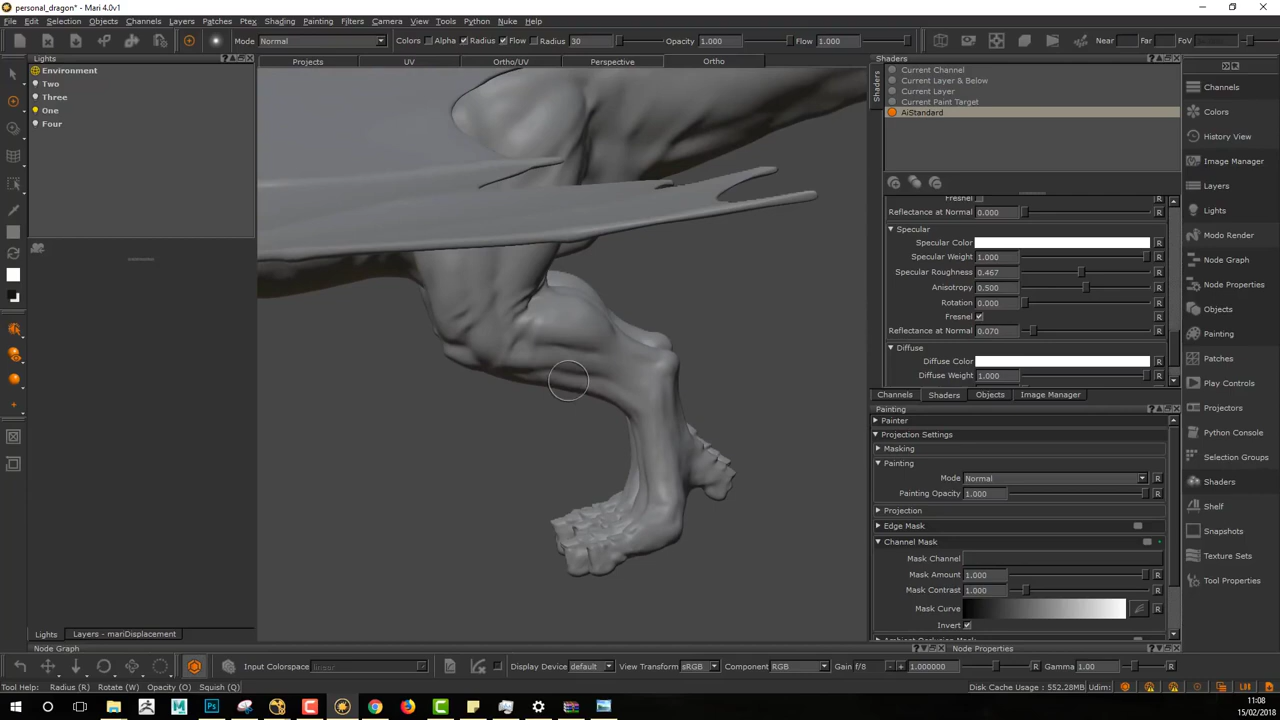 personal_dragon* - Mari 4.0v1
File Edit Selection Objects Channels Layers Patches Ptex Shading Painting Filters Camera View Tools Python Nuke Help
Mode Normal Colors Alpha Radius Flow Radius 30 Opacity 1.000 Flow 1.000 Near Far FoV
Lights
Environment
Two
Three
One
Four
Projects UV Ortho/UV Perspective Ortho
Shaders
Shaders
Current Channel
Current Layer & Below
Current Layer
Current Paint Target
AiStandard
Fresnel
Reflectance at Normal 0.000 R
Specular
Specular Color R
Specular Weight 1.000 R
Specular Roughness 0.467 R
Anisotropy 0.500 R
Rotation 0.000 R
Fresnel
Reflectance at Normal 0.070 R
Diffuse
Diffuse Color R
Diffuse Weight 1.000 R
Channels Shaders Objects Image Manager
Painting
Painter
Projection Settings
Masking
Painting
Mode Normal R
Painting Opacity 1.000 R
Projection
Edge Mask
Channel Mask
Mask Channel
Mask Amount 1.000 R
Mask Contrast 1.000 R
Mask Curve R
Invert
Ambient Occlusion Mask
Channels
Colors
History View
Image Manager
Layers
Lights
Modo Render
Node Graph
Node Properties
Objects
Painting
Patches
Play Controls
Projectors
Python Console
Selection Groups
Shaders
Shelf
Snapshots
Texture Sets
Tool Properties
Lights Layers - mariDisplacement
Node Graph Node Properties
Input Colorspace linear Display Device default View Transform sRGB Component RGB Gain f/8 - + 1.000000 R Gamma 1.00 R
Tool Help: Radius (R) Rotate (W) Opacity (O) Squish (Q) Disk Cache Usage : 552.28MB Udim:
11:08
15/02/2018